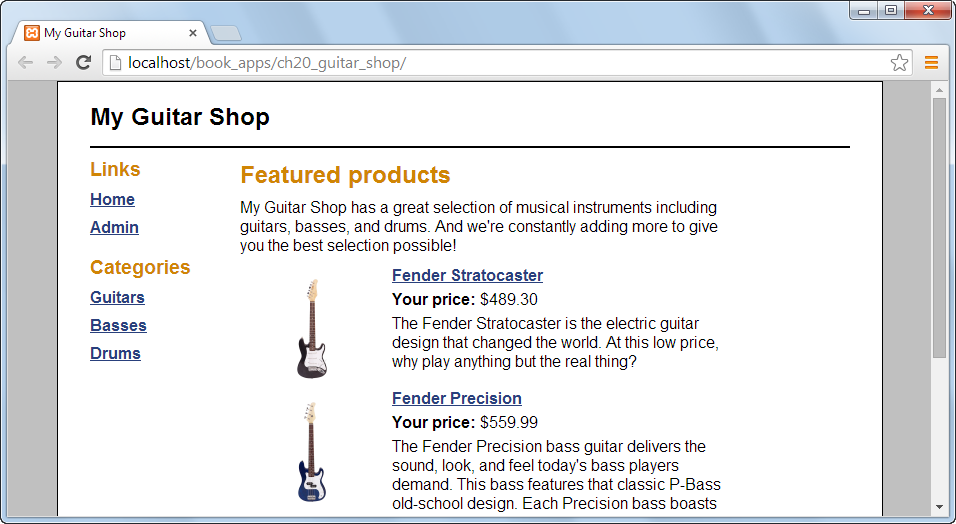 My Guitar Shop
localhost/book_apps/ch20_guitar_shop/
My Guitar Shop
Links
Home
Admin
Categories
Guitars
Basses
Drums
Featured products
My Guitar Shop has a great selection of musical instruments including
guitars, basses, and drums. And we're constantly adding more to give
you the best selection possible!
Fender Stratocaster
Your price: $489.30
The Fender Stratocaster is the electric guitar
design that changed the world. At this low price,
why play anything but the real thing?
Fender Precision
Your price: $559.99
The Fender Precision bass guitar delivers the
sound, look, and feel today's bass players
demand. This bass features that classic P-Bass
old-school design. Each Precision bass boasts